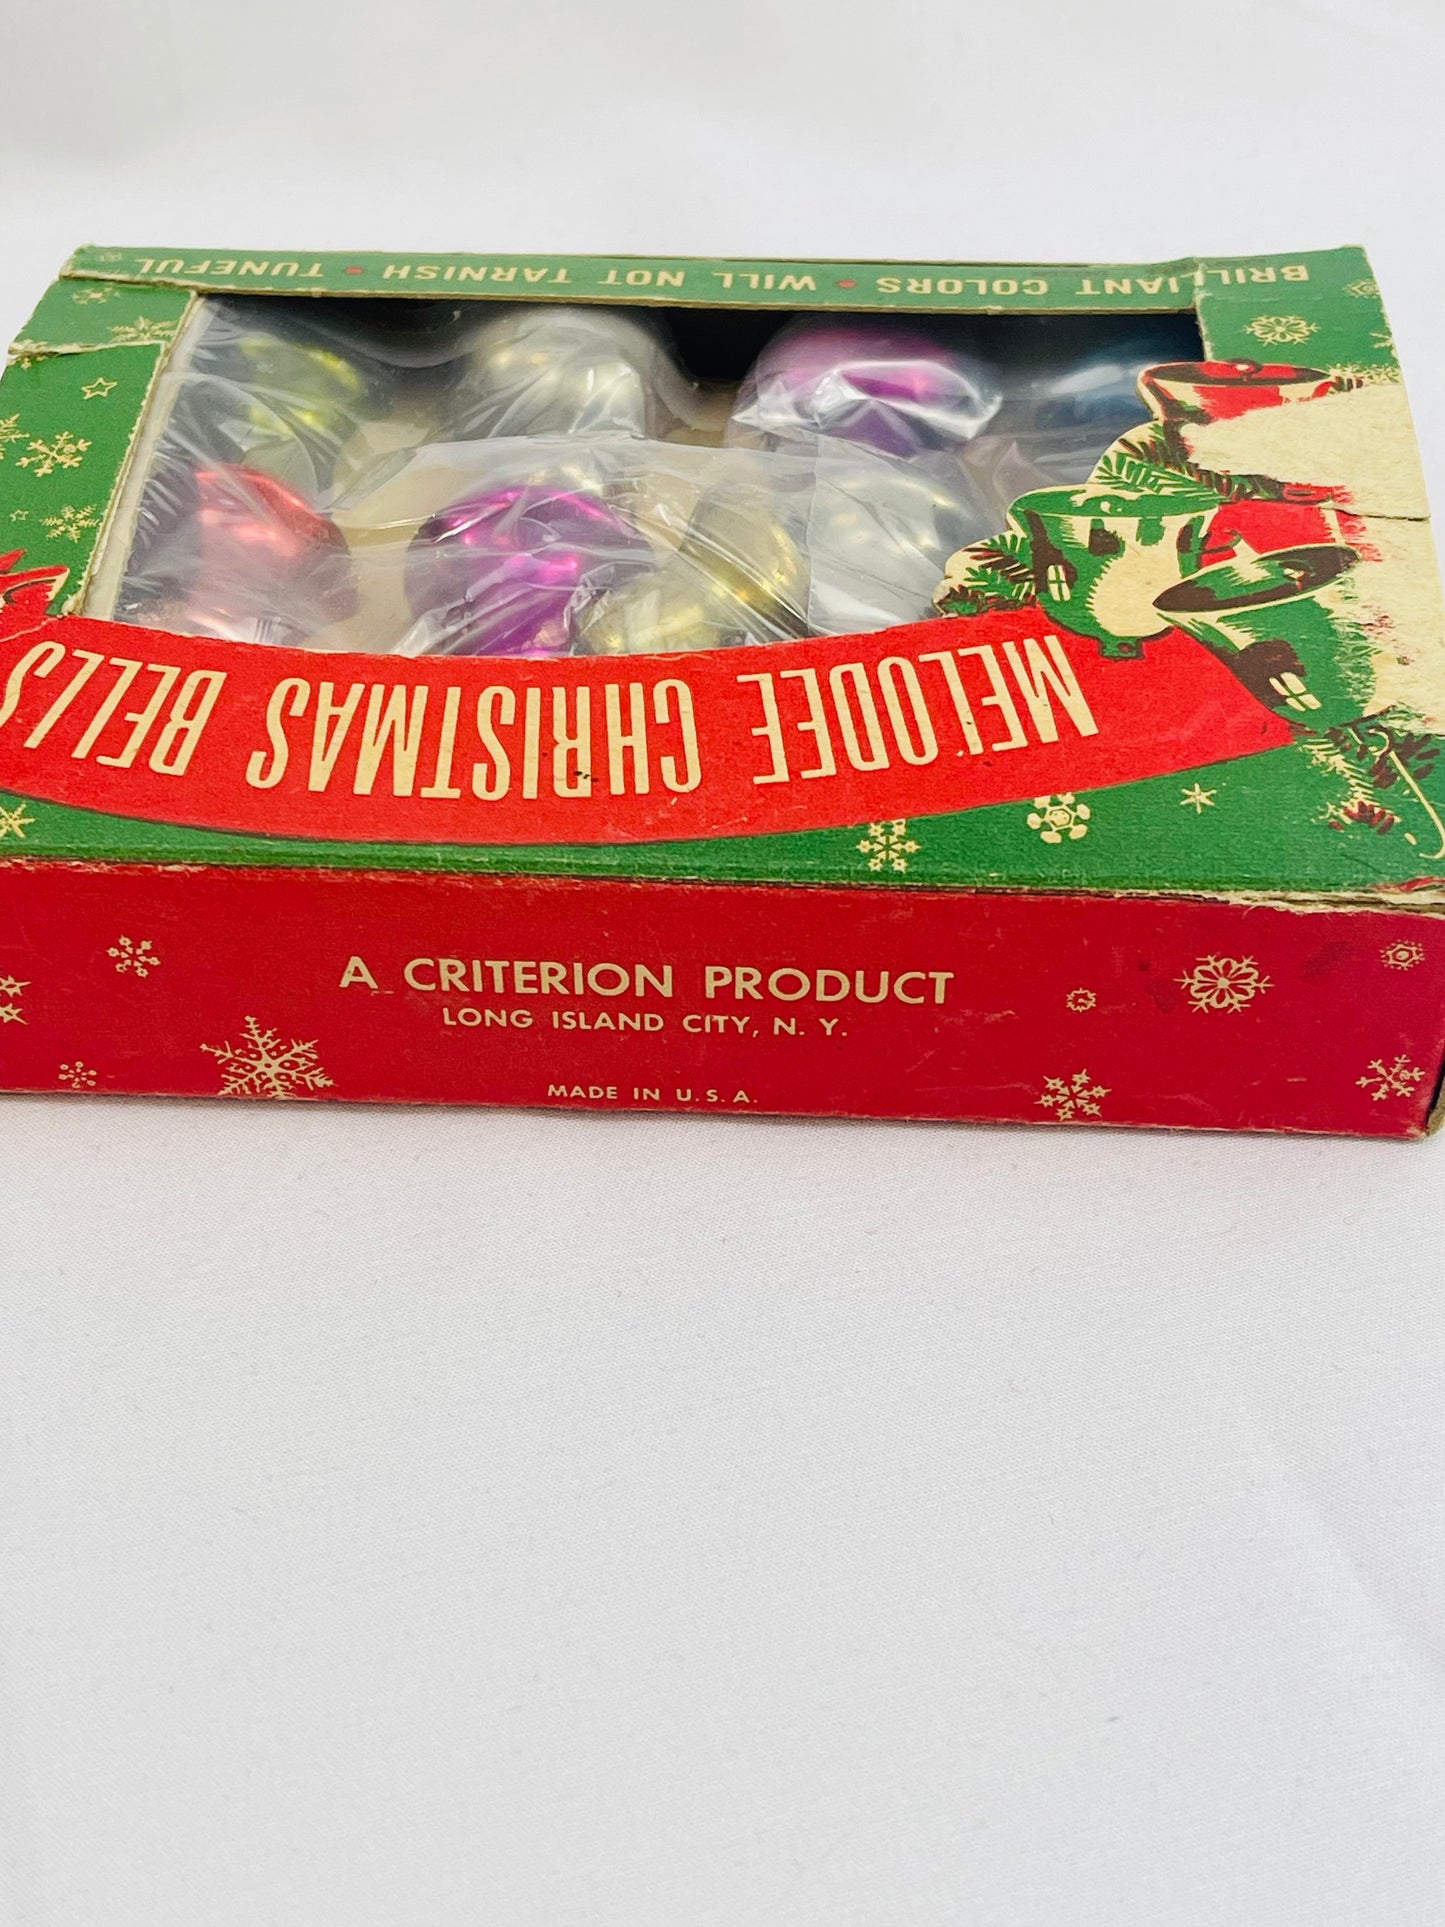 BRILLIANT COLORS • WILL NOT TARNISH • TUNEFUL
MELODEE CHRISTMAS BELLS
A CRITERION PRODUCT
LONG ISLAND CITY, N. Y.
MADE IN U.S.A.